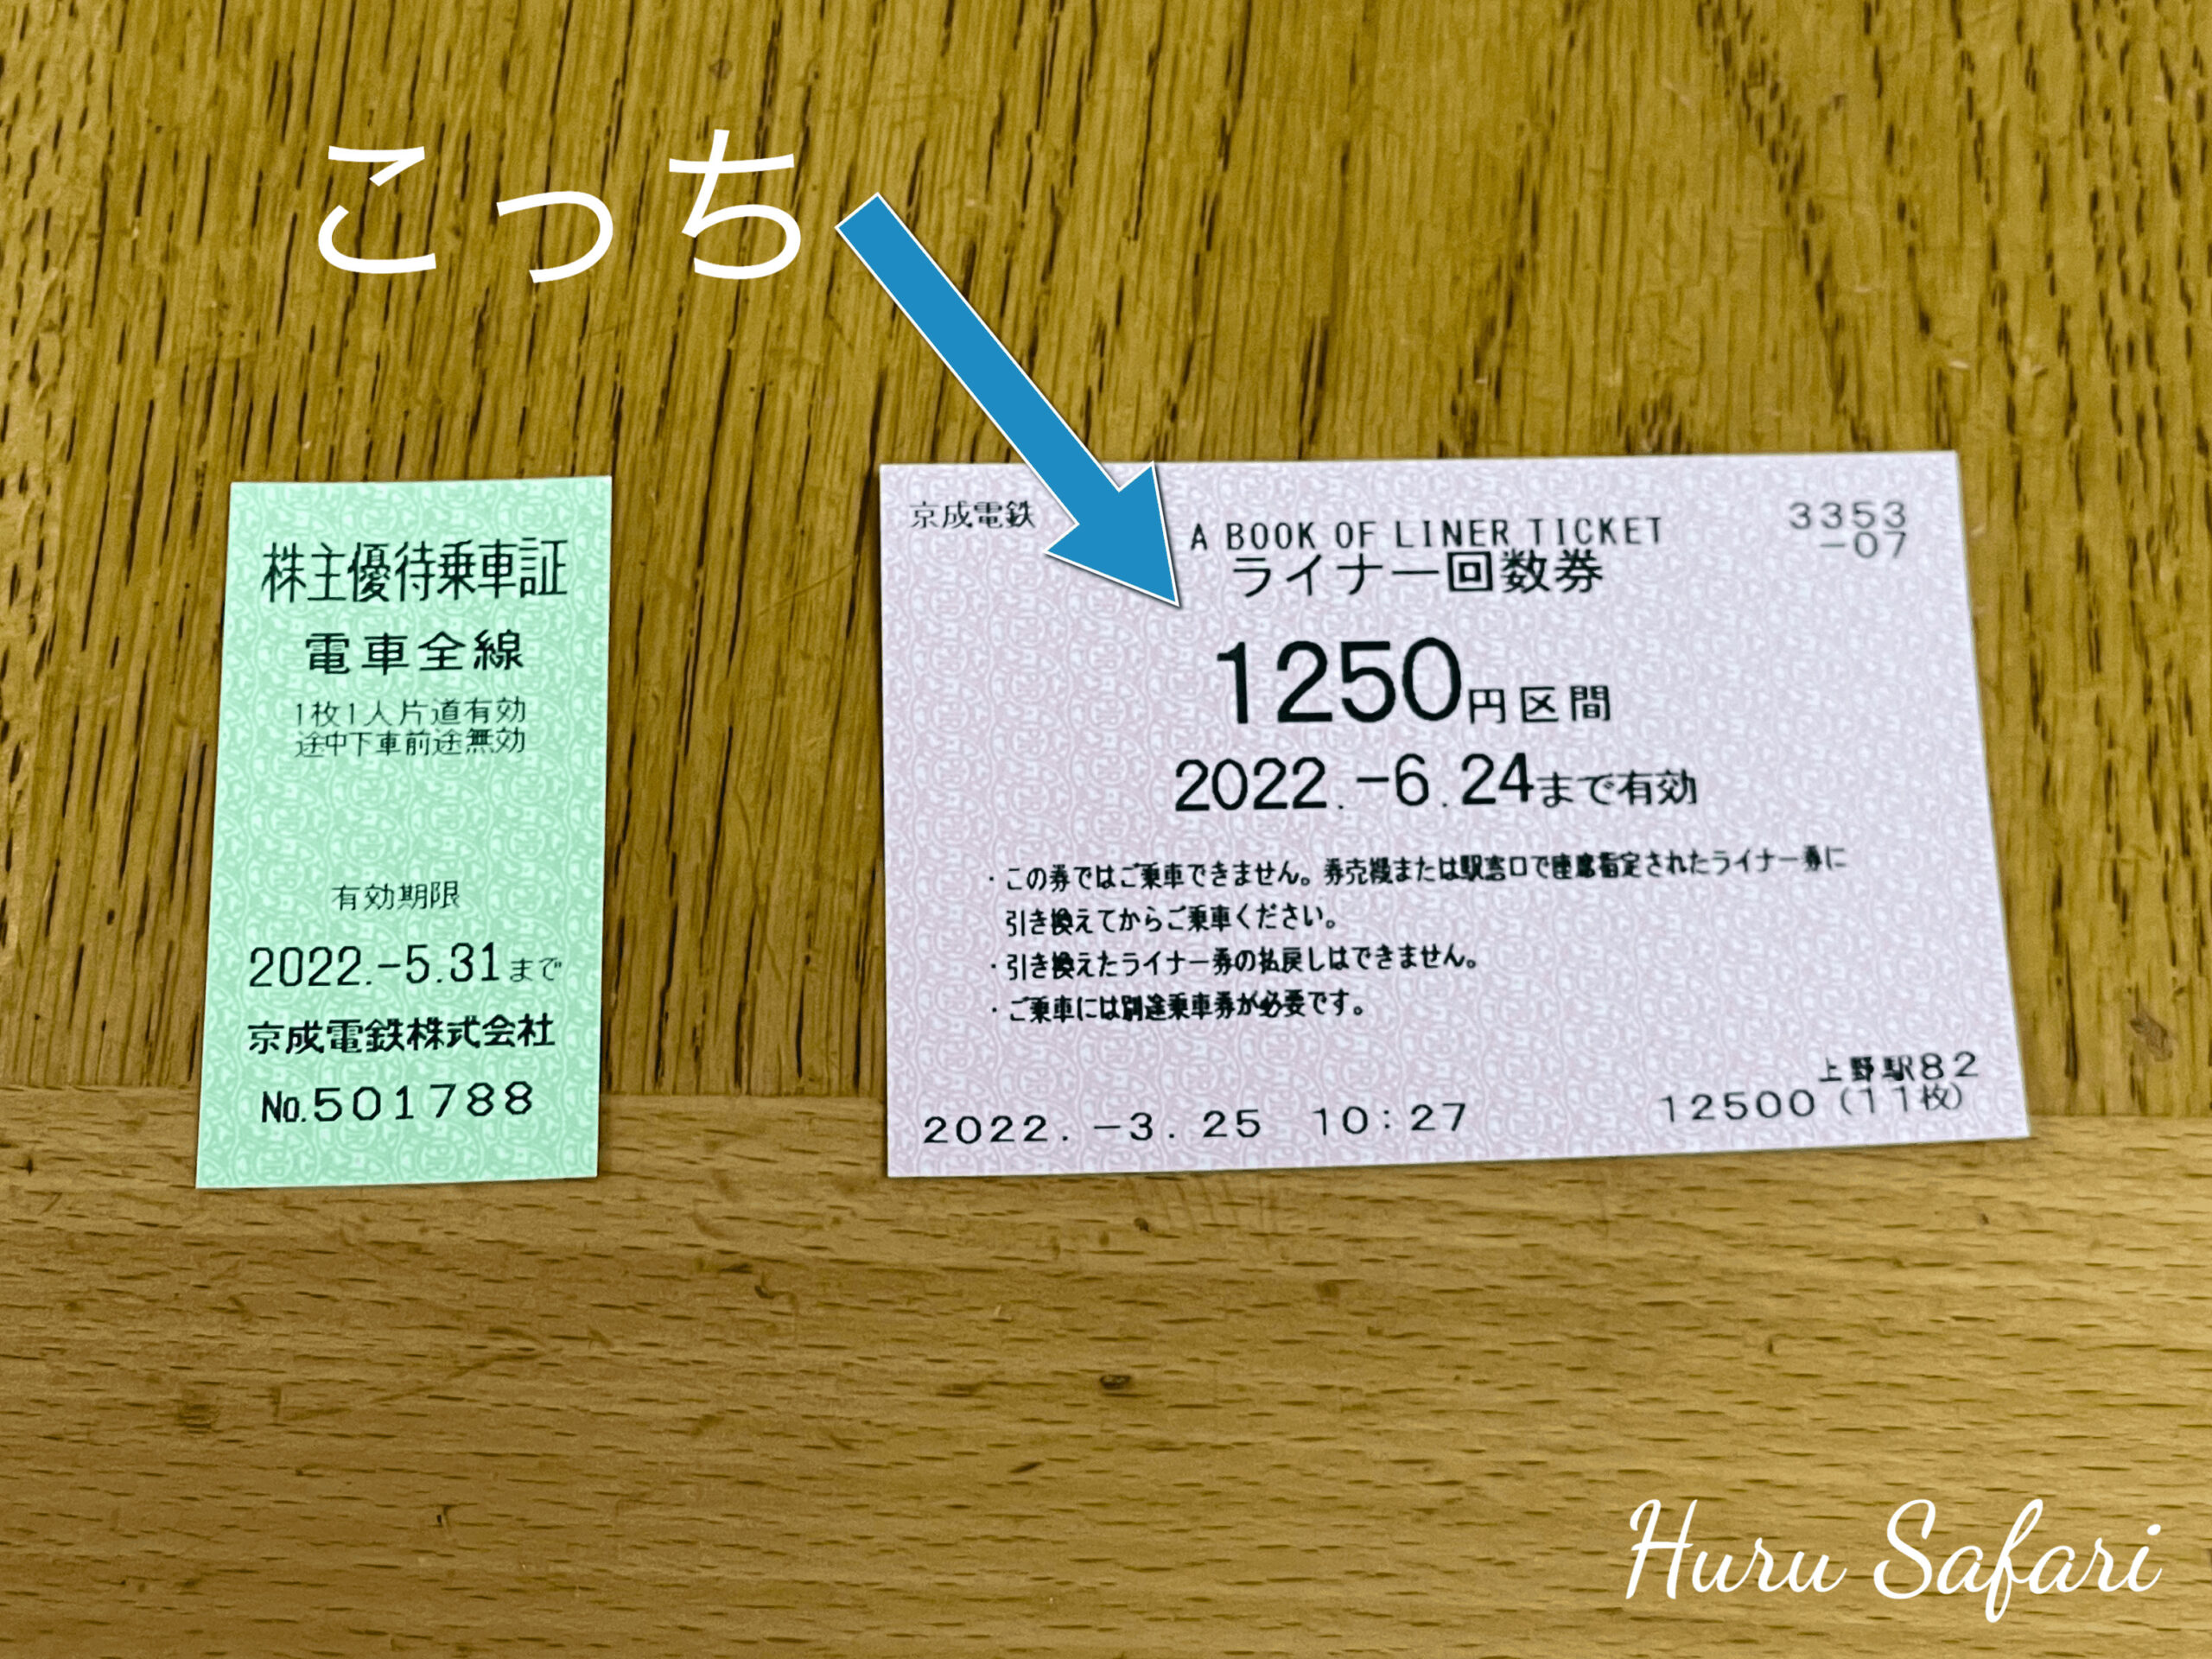 こっち
株主優待乗車証
電車全線
1枚1人片道有効
途中下車前途無効
有効期限
2022.-5.31まで
京成電鉄株式会社
No.501788
京成電鉄
A BOOK OF LINER TICKET
3353
-07
ライナー回数券
1250円区間
2022.-6.24まで有効
・この券ではご乗車できません。券売機または駅窓口で座席指定されたライナー券に
引き換えてからご乗車ください。
・引き換えたライナー券の払戻しはできません。
・ご乗車には別途乗車券が必要です。
上野駅82
2022.-3.25 10:27
12500(11枚)
Huru Safari